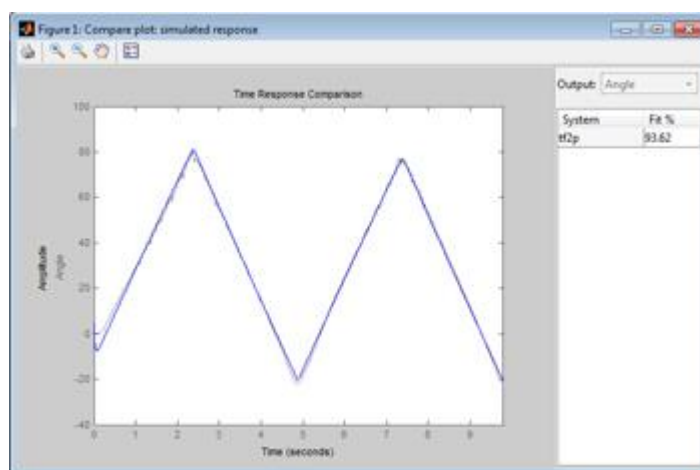 Figure 1: Compare plot: simulated response
Output: Angle
System Fit %
tf2p 93.62
Time Response Comparison
100
80
60
40
20
0
-20
-40
Amplitude
Angle
0 1 2 3 4 5 6 7 8 9
Time (seconds)